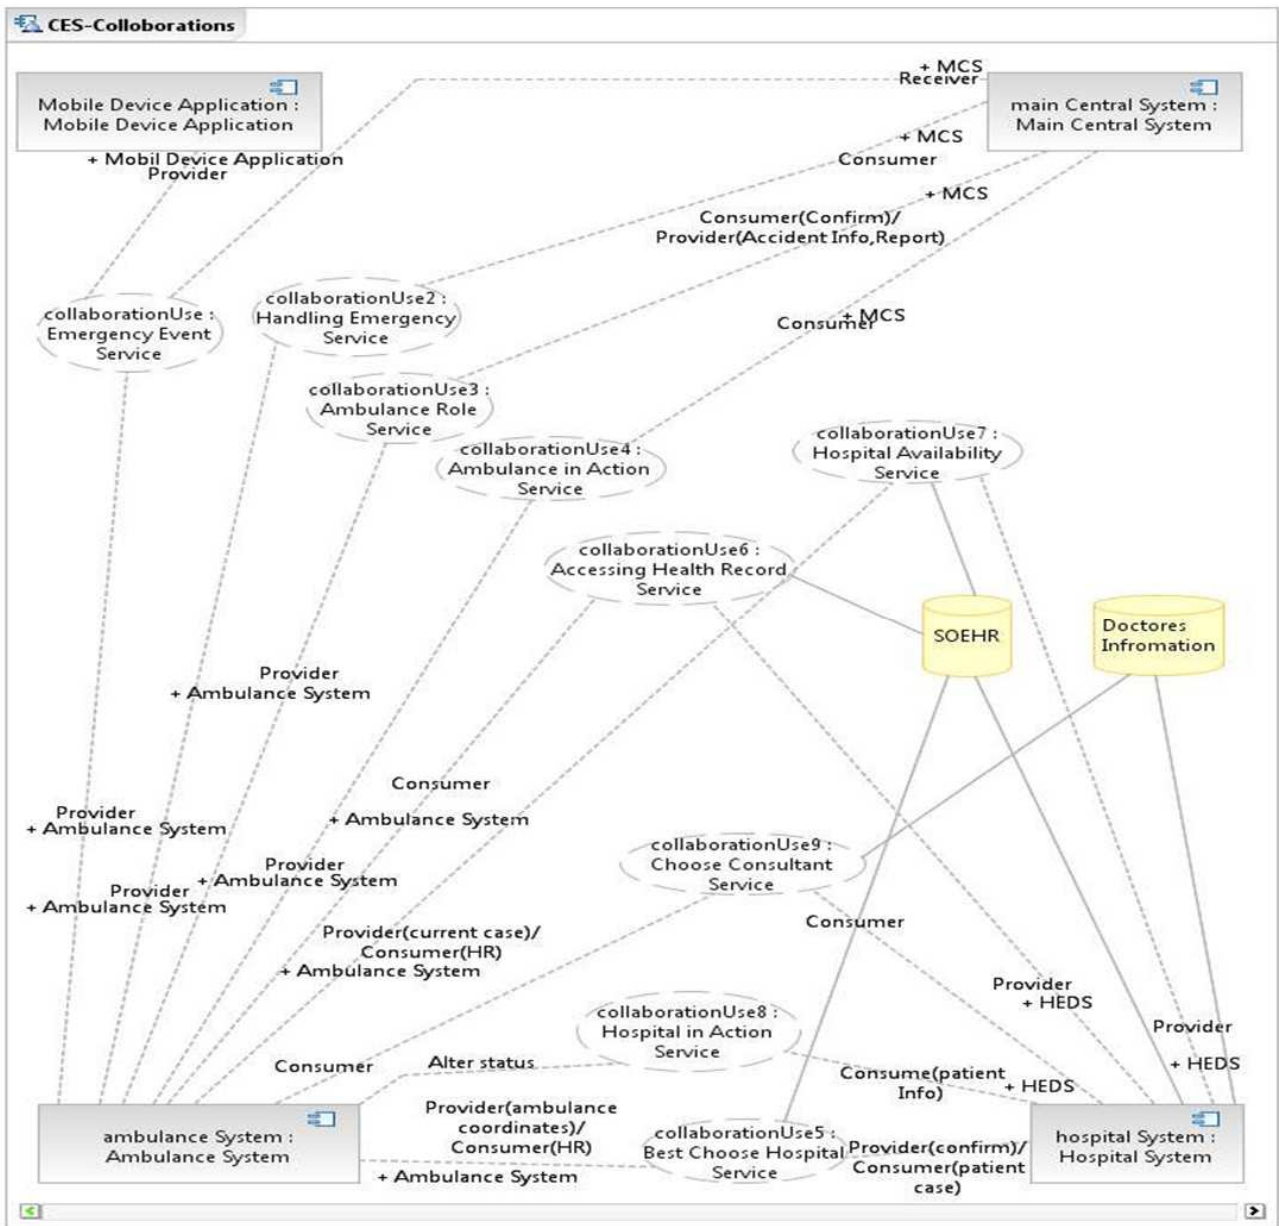 CES-Colloborations
Mobile Device Application :
Mobile Device Application
+ MCS
Receiver
main Central System :
Main Central System
+ Mobil Device Application
Provider
+ MCS
Consumer
+ MCS
Consumer(Confirm)/
Provider(Accident Info,Report)
collaborationUse :
Emergency Event
Service
collaborationUse2 :
Handling Emergency
Service
+ MCS
Consumer
collaborationUse3 :
Ambulance Role
Service
collaborationUse4 :
Ambulance in Action
Service
collaborationUse7 :
Hospital Availability
Service
collaborationUse6 :
Accessing Health Record
Service
SOEHR
Doctores
Infromation
Provider
+ Ambulance System
Consumer
+ Ambulance System
Provider
+ Ambulance System
Provider
+ Ambulance System
Provider
+ Ambulance System
collaborationUse9 :
Choose Consultant
Service
Consumer
Provider(current case)/
Consumer(HR)
+ Ambulance System
Provider
+ HEDS
Provider
+ HEDS
collaborationUse8 :
Hospital in Action
Service
Consumer
Alter status
Consume(patient
Info)
+ HEDS
Provider(ambulance
coordinates)/
Consumer(HR)
+ Ambulance System
ambulance System :
Ambulance System
collaborationUse5 :
Best Choose Hospital
Service
Provider(confirm)/
Consumer(patient
case)
hospital System :
Hospital System